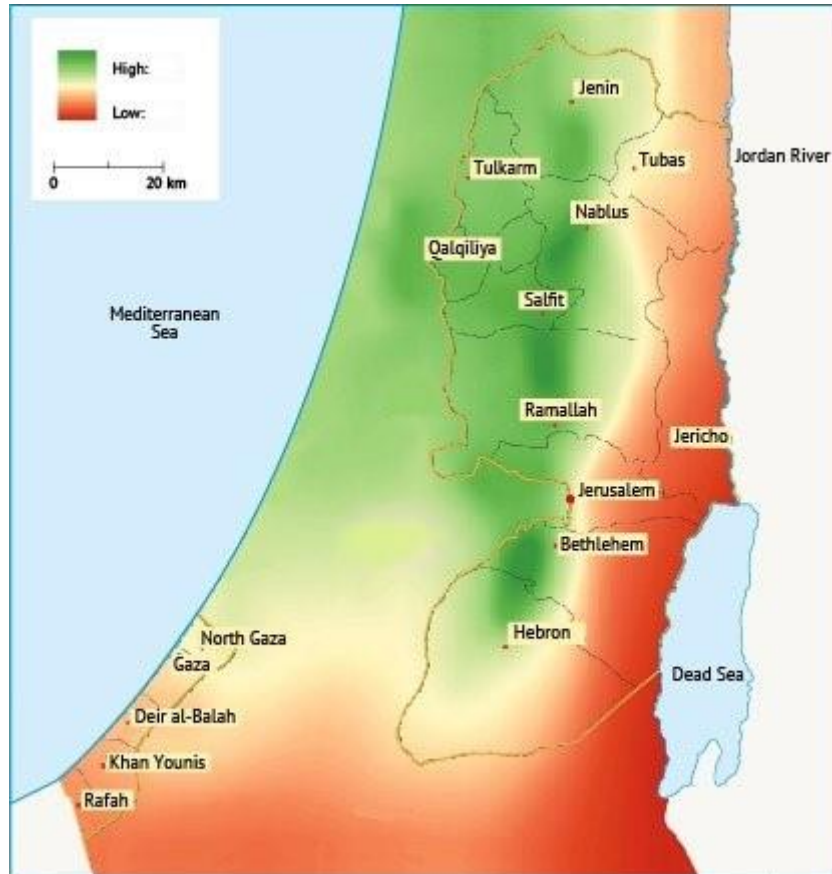 High:
Low:
0 20 km
Jenin
Tulkarm
Tubas
Jordan River
Nablus
Qalqiliya
Salfit
Mediterranean
Sea
Ramallah
Jericho
Jerusalem
Bethlehem
Hebron
North Gaza
Gaza
Dead Sea
Deir al-Balah
Khan Younis
Rafah